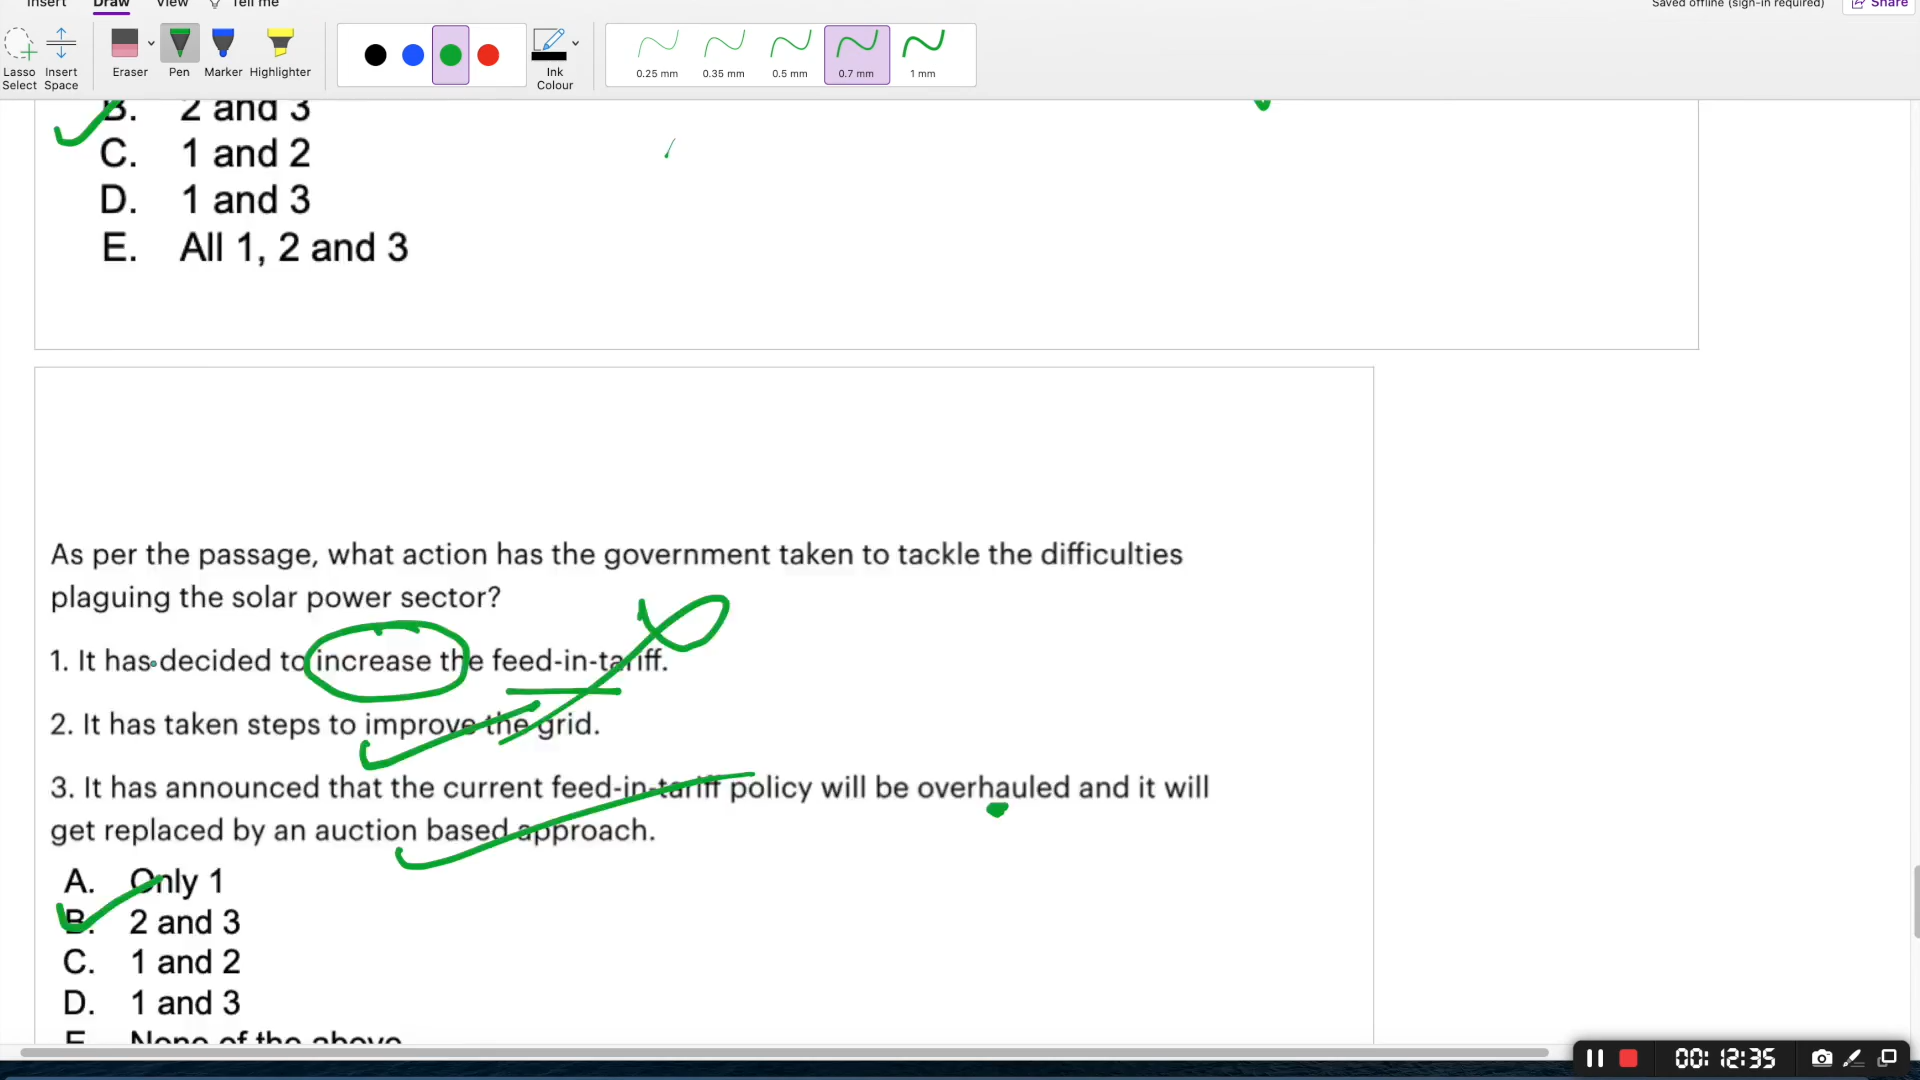 Insert Draw View Tell me Saved offline (sign-in required) Share
Lasso Select Insert Space Eraser Pen Marker Highlighter Ink Colour 0.25 mm 0.35 mm 0.5 mm 0.7 mm 1 mm
B. 2 and 3
C. 1 and 2
D. 1 and 3
E. All 1, 2 and 3
As per the passage, what action has the government taken to tackle the difficulties
plaguing the solar power sector?
1. It has decided to increase the feed-in-tariff.
2. It has taken steps to improve the grid.
3. It has announced that the current feed-in-tariff policy will be overhauled and it will
get replaced by an auction based approach.
A. Only 1
B. 2 and 3
C. 1 and 2
D. 1 and 3
E. None of the above
00:12:35